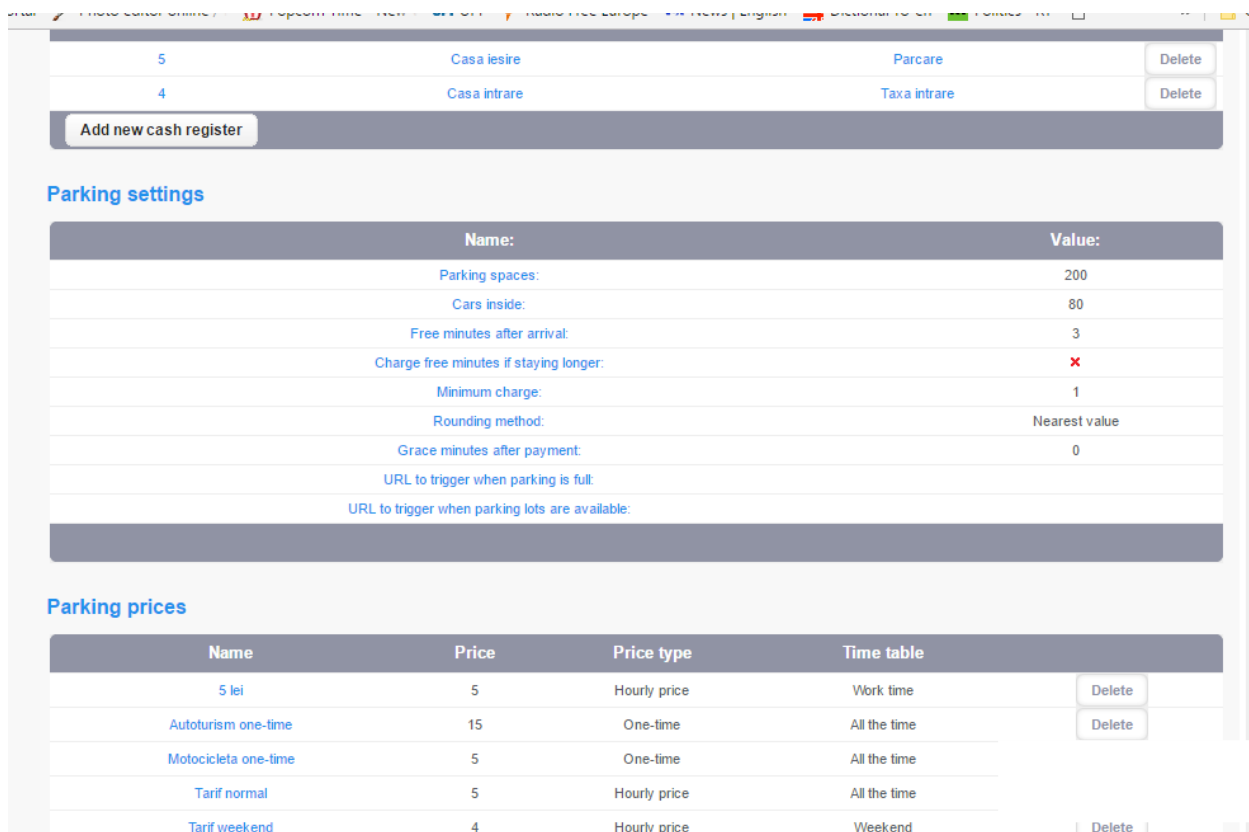 5 Casa iesire Parcare Delete
4 Casa intrare Taxa intrare Delete
Add new cash register
Parking settings
Name: Value:
Parking spaces: 200
Cars inside: 80
Free minutes after arrival: 3
Charge free minutes if staying longer:
Minimum charge: 1
Rounding method: Nearest value
Grace minutes after payment: 0
URL to trigger when parking is full:
URL to trigger when parking lots are available:
Parking prices
Name Price Price type Time table
5 lei 5 Hourly price Work time Delete
Autoturism one-time 15 One-time All the time Delete
Motocicleta one-time 5 One-time All the time
Tarif normal 5 Hourly price All the time
Tarif weekend 4 Hourly price Weekend Delete